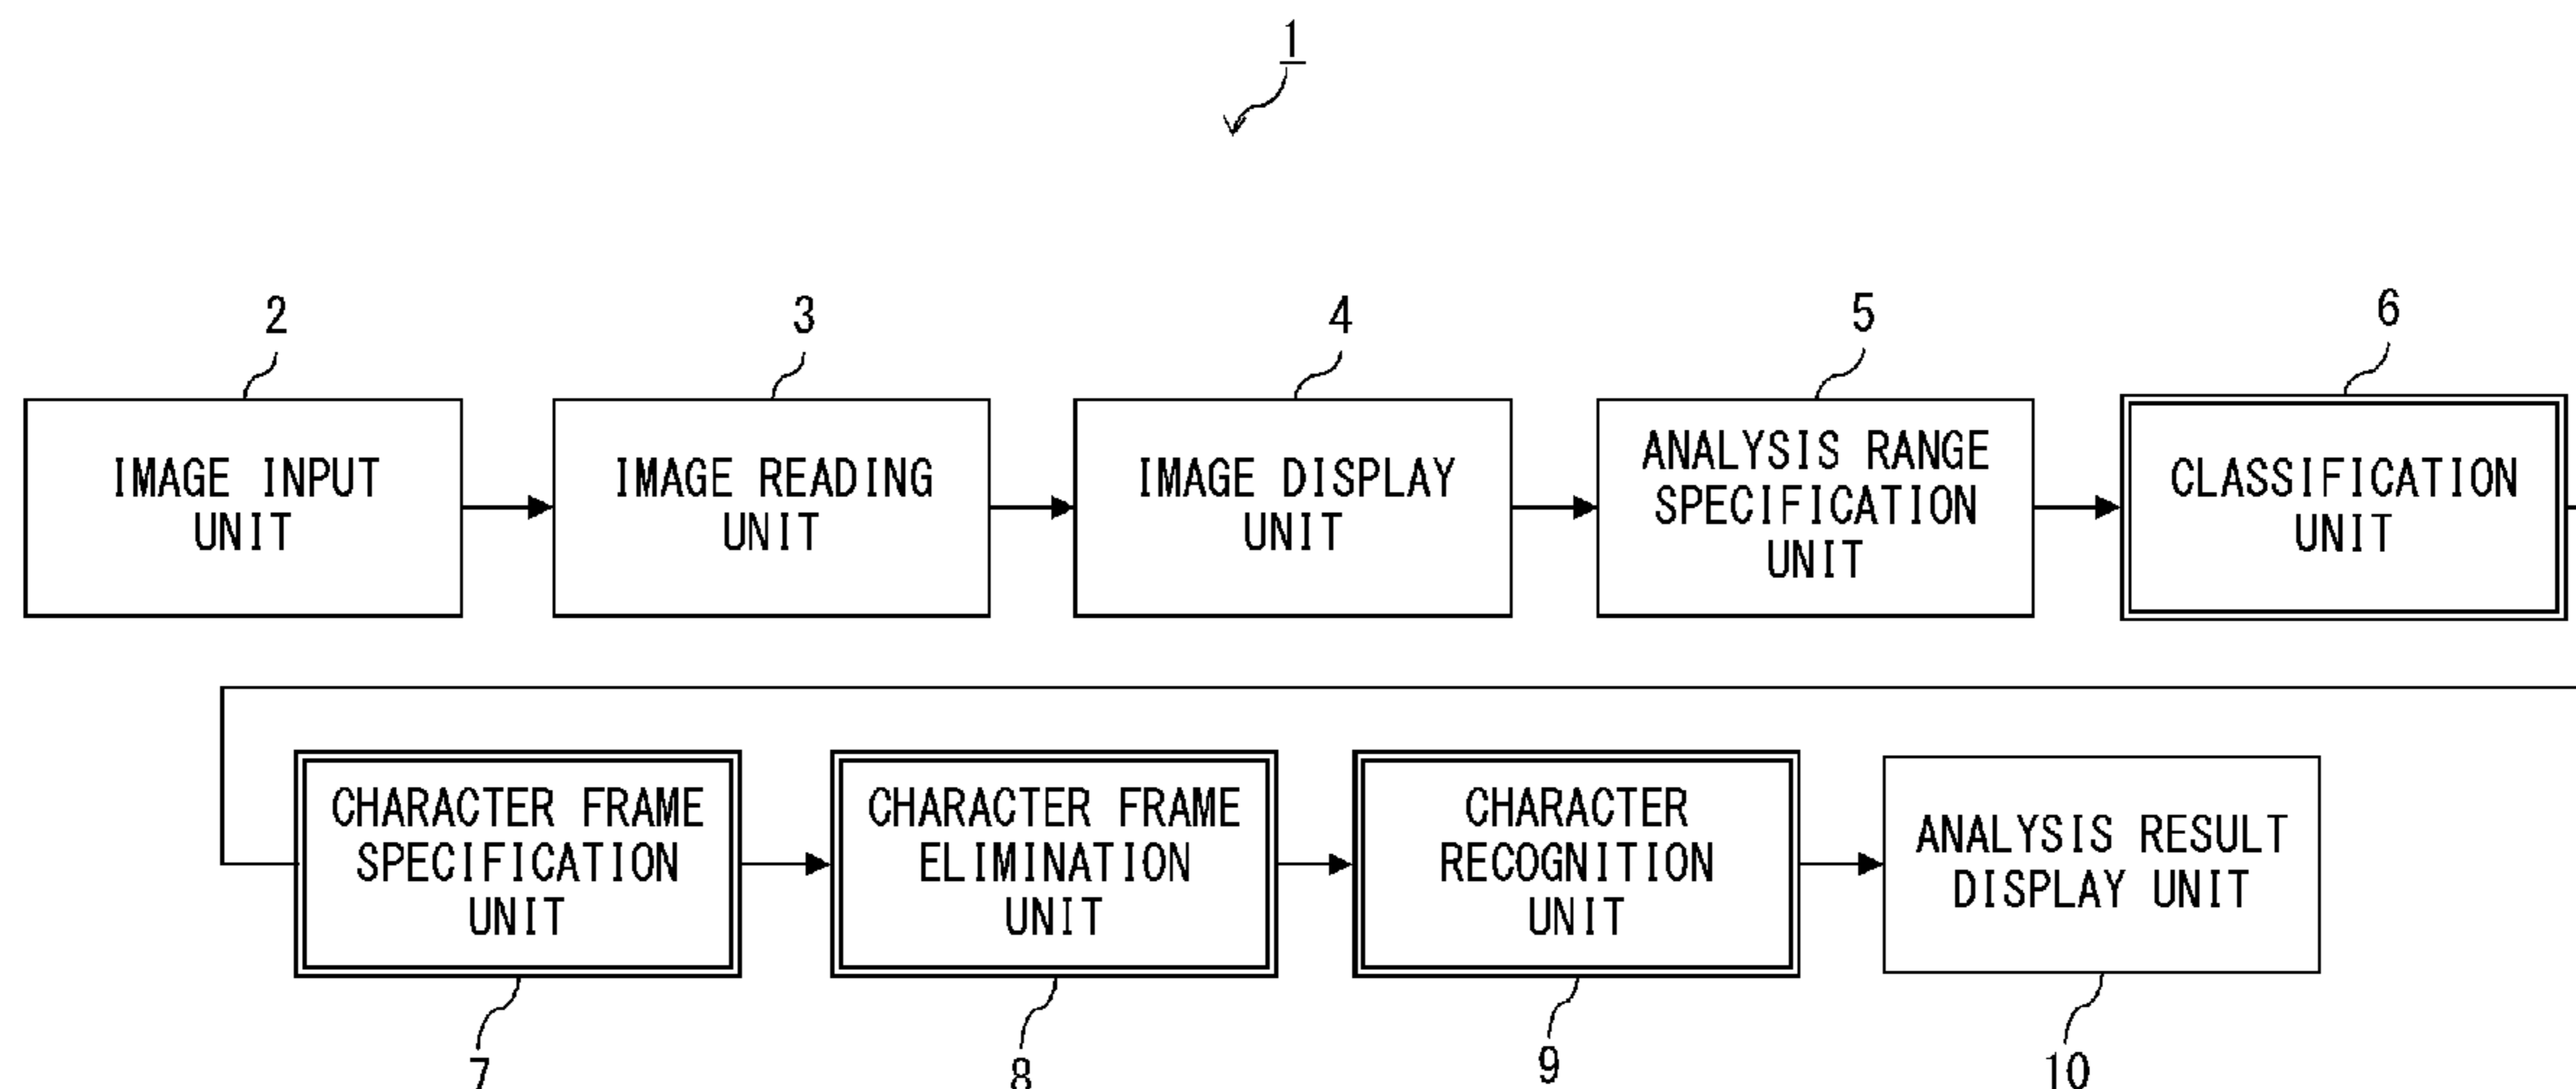 1
2
3
4
5
6
IMAGE INPUT
UNIT
IMAGE READING
UNIT
IMAGE DISPLAY
UNIT
ANALYSIS RANGE
SPECIFICATION
UNIT
CLASSIFICATION
UNIT
CHARACTER FRAME
SPECIFICATION
UNIT
CHARACTER FRAME
ELIMINATION
UNIT
CHARACTER
RECOGNITION
UNIT
ANALYSIS RESULT
DISPLAY UNIT
7
8
9
10